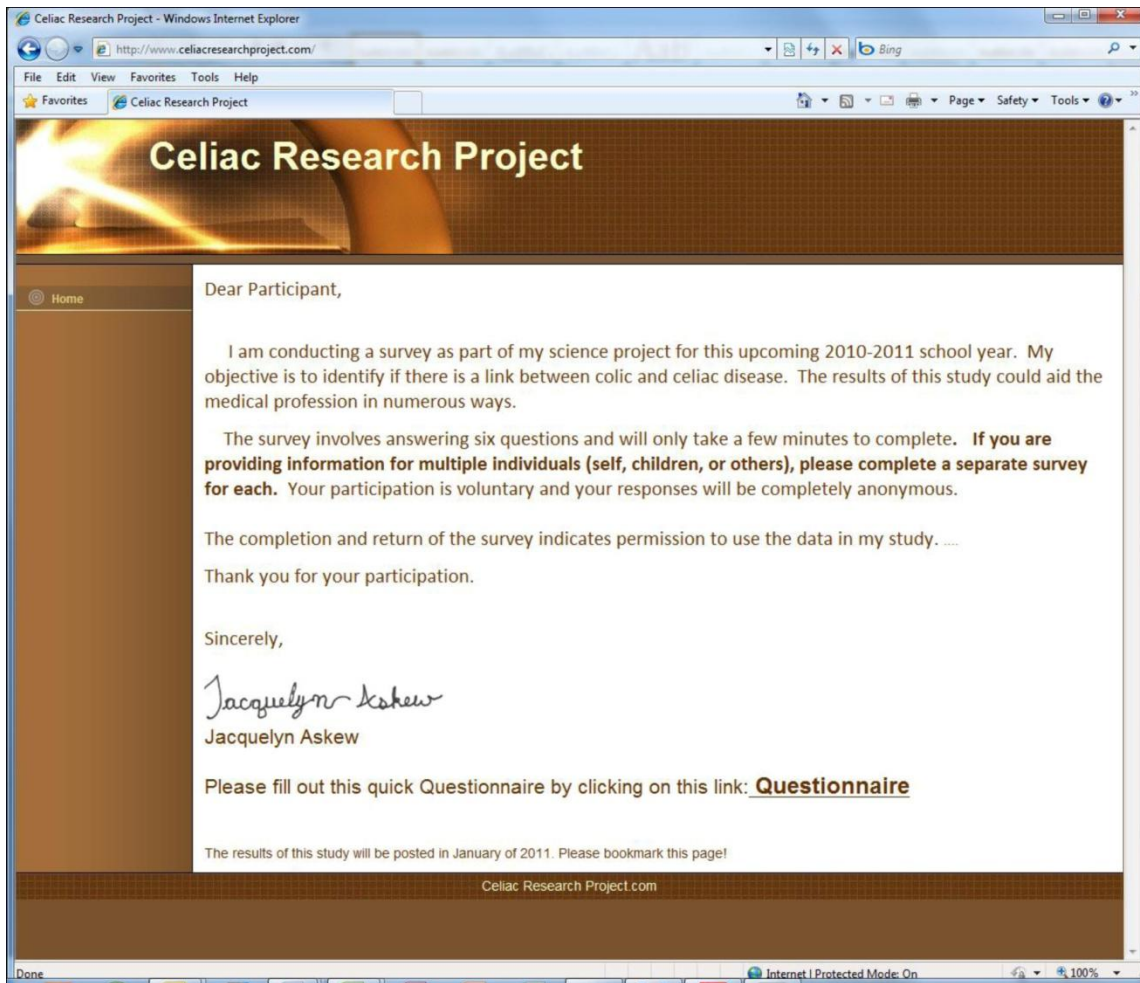 Celiac Research Project - Windows Internet Explorer
http://www.celiacresearchproject.com/
Bing
File Edit View Favorites Tools Help
Favorites Celiac Research Project Page Safety Tools
Celiac Research Project
Home
Dear Participant,
I am conducting a survey as part of my science project for this upcoming 2010-2011 school year. My
objective is to identify if there is a link between colic and celiac disease. The results of this study could aid the
medical profession in numerous ways.
The survey involves answering six questions and will only take a few minutes to complete. If you are
providing information for multiple individuals (self, children, or others), please complete a separate survey
for each. Your participation is voluntary and your responses will be completely anonymous.
The completion and return of the survey indicates permission to use the data in my study. .....
Thank you for your participation.
Sincerely,
Jacquelyn Askew
Jacquelyn Askew
Please fill out this quick Questionnaire by clicking on this link: Questionnaire
The results of this study will be posted in January of 2011. Please bookmark this page!
Celiac Research Project.com
Done Internet | Protected Mode: On 100%